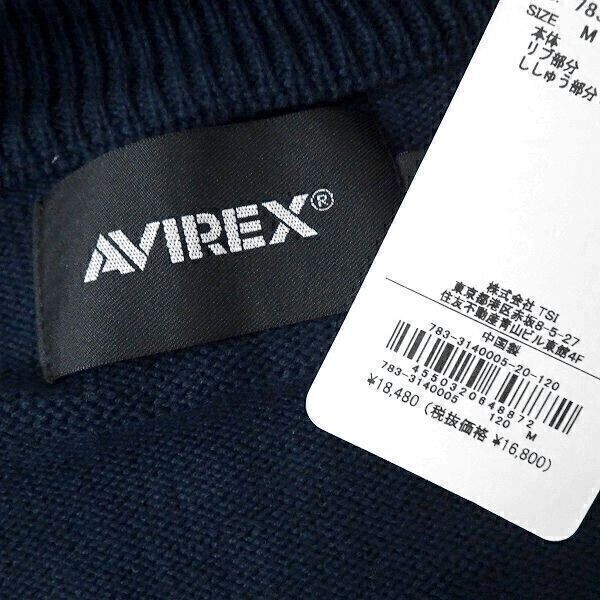 AVIREX®
783
SIZE M
本体
リブ部分
ししゅう部分
株式会社 TSI
東京都港区赤坂8-5-27
住友不動産青山ビル東館4F
中国製
783-3140005-20-120
4550320648872
783-3140005 120 M
¥18,480 (税抜価格 ¥16,800)